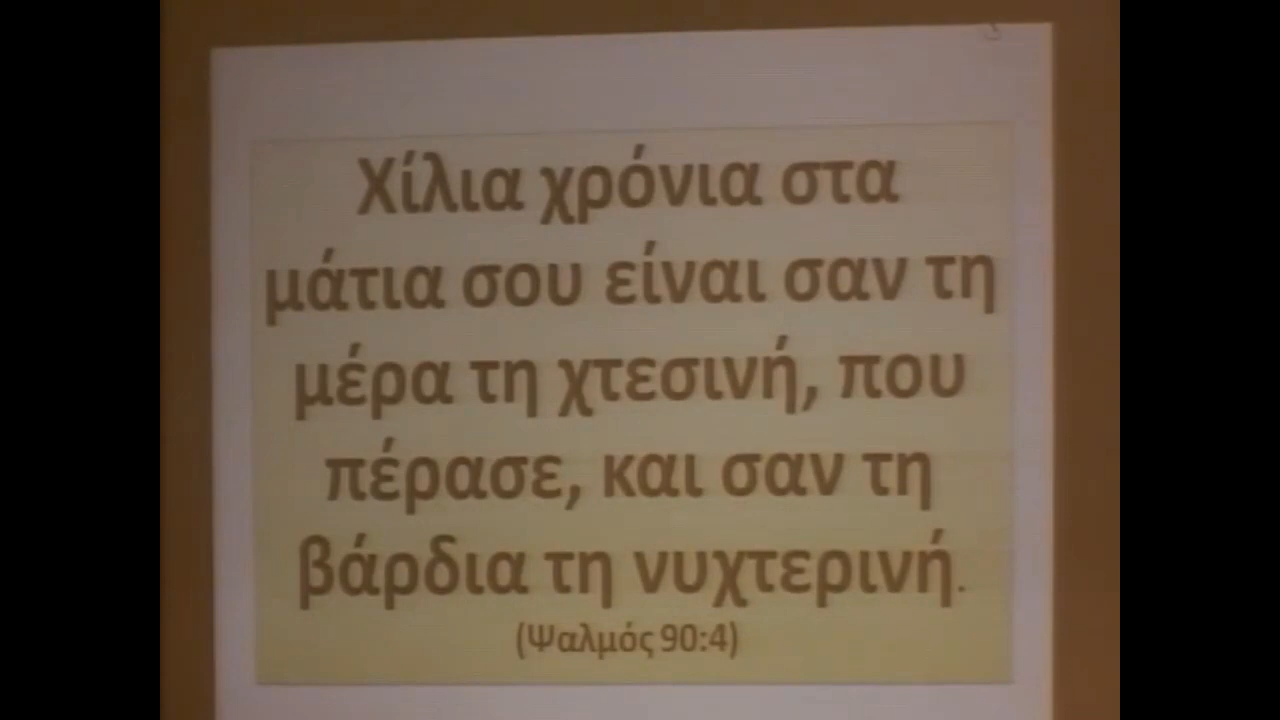 Χίλια χρόνια στα
μάτια σου είναι σαν τη
μέρα τη χτεσινή, που
πέρασε, και σαν τη
βάρδια τη νυχτερινή.
(Ψαλμός 90:4)